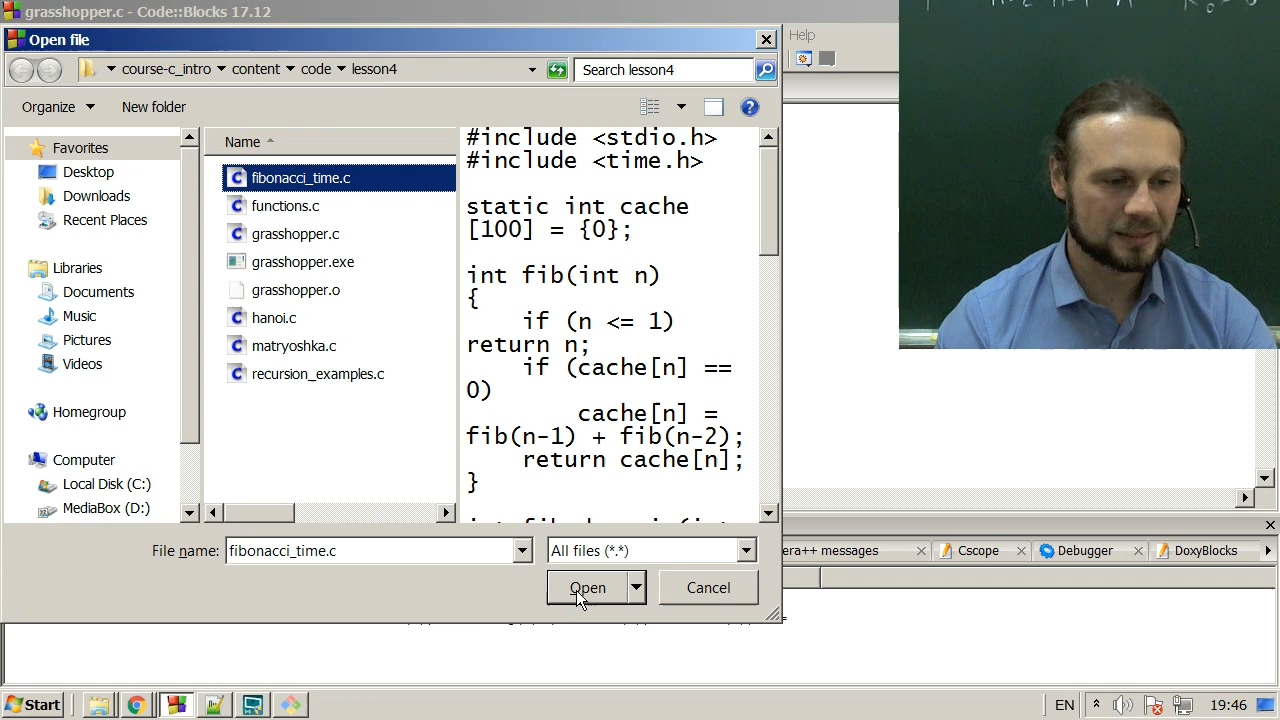 grasshopper.c - Code::Blocks 17.12
Open file
Help
course-c_intro content code lesson4
Search lesson4
Organize New folder
Name
Favorites
Desktop
Downloads
Recent Places
Libraries
Documents
Music
Pictures
Videos
Homegroup
Computer
Local Disk (C:)
MediaBox (D:)
fibonacci_time.c
functions.c
grasshopper.c
grasshopper.exe
grasshopper.o
hanoi.c
matryoshka.c
recursion_examples.c
#include <stdio.h>
#include <time.h>
static int cache
[100] = {0};
int fib(int n)
{
if (n <= 1)
return n;
if (cache[n] ==
0)
cache[n] =
fib(n-1) + fib(n-2);
return cache[n];
}
File name: fibonacci_time.c
All files (*.*)
Open
Cancel
era++ messages
Cscope
Debugger
DoxyBlocks
Start
EN
19:46